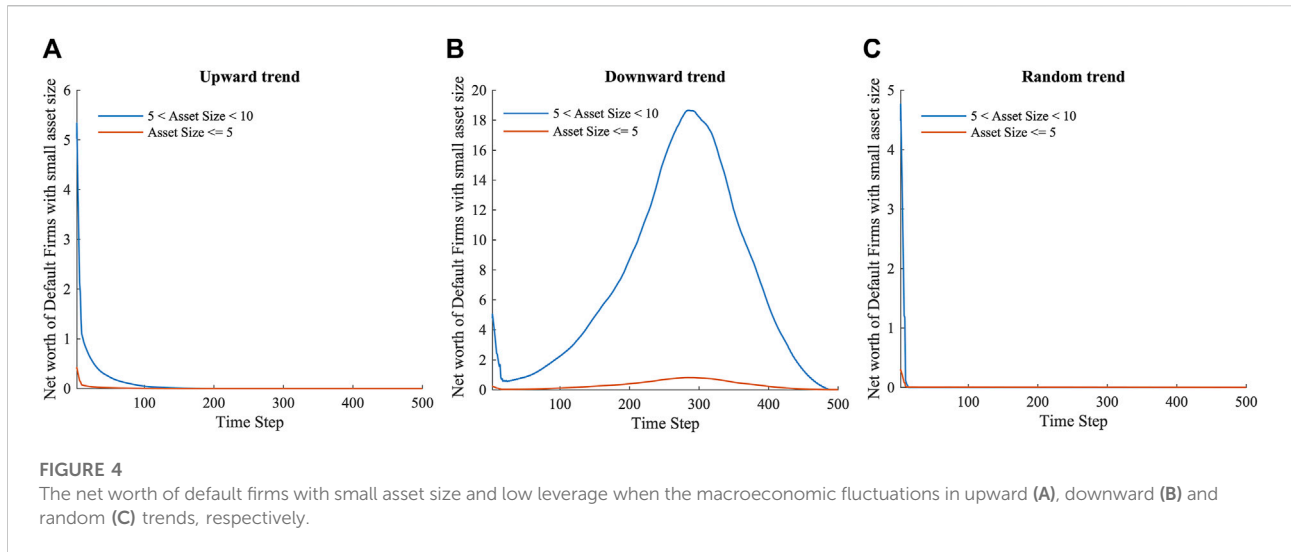 A
Upward trend
Net worth of Default Firms with small asset size
6
5
4
3
2
1
0
5 < Asset Size < 10
Asset Size <= 5
100 200 300 400 500
Time Step
B
Downward trend
Net worth of Default Firms with small asset size
20
18
16
14
12
10
8
6
4
2
0
5 < Asset Size < 10
Asset Size <= 5
100 200 300 400 500
Time Step
C
Random trend
Net worth of Default Firms with small asset size
5
4
3
2
1
0
5 < Asset Size < 10
Asset Size <= 5
100 200 300 400 500
Time Step
FIGURE 4
The net worth of default firms with small asset size and low leverage when the macroeconomic fluctuations in upward (A), downward (B) and
random (C) trends, respectively.